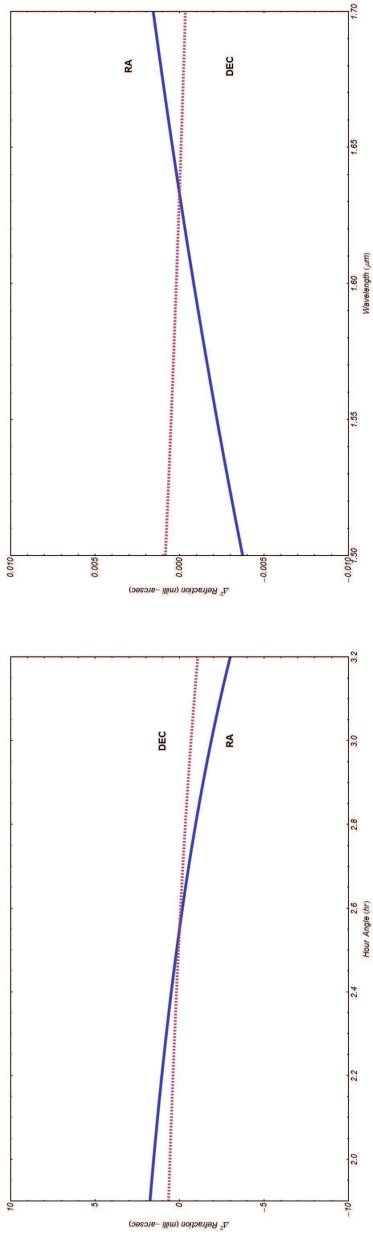 10
5
0
−5
−10
Δ² Refraction (milli−arcsec)
2.0
2.2
2.4
2.6
2.8
3.0
3.2
Hour Angle (hr)
DEC
RA
0.010
0.005
0.000
−0.005
−0.010
Δ² Refraction (milli−arcsec)
1.50
1.55
1.60
1.65
1.70
Wavelength (μm)
RA
DEC